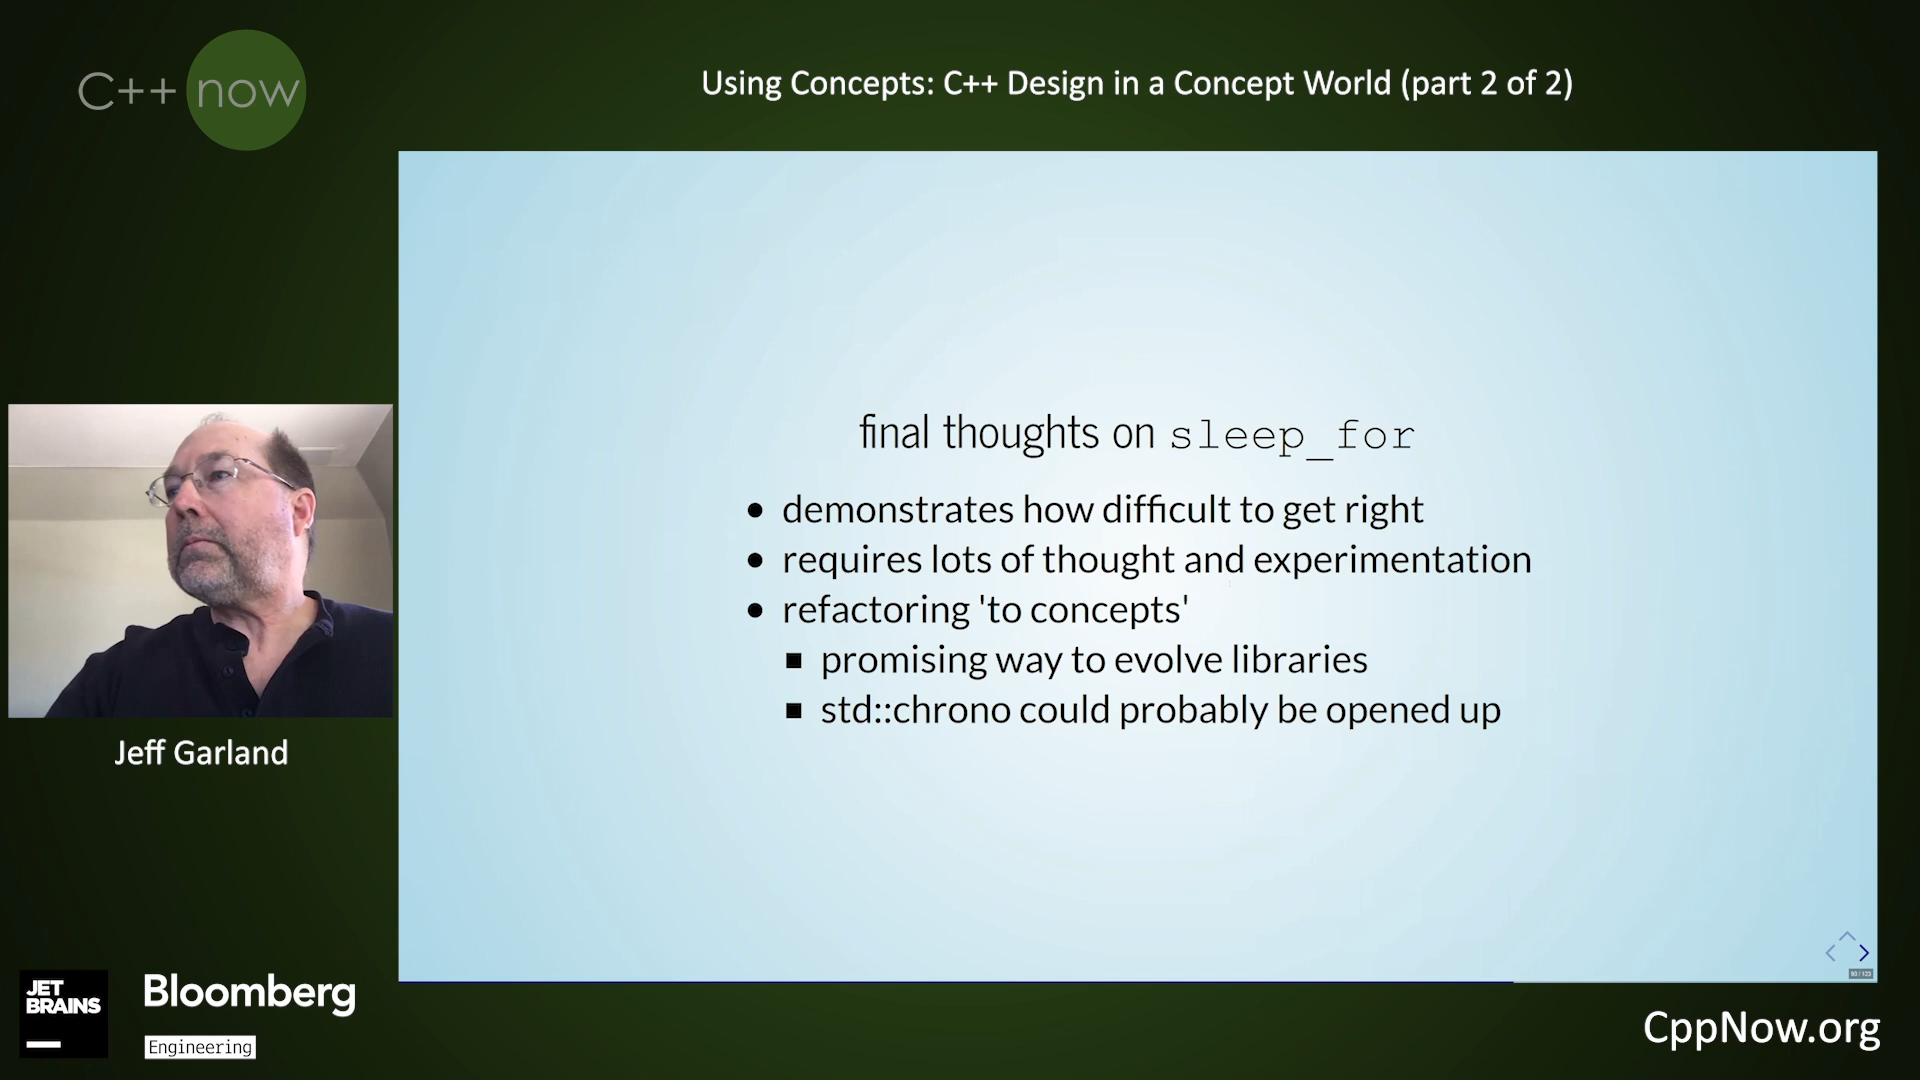 C++ now
Using Concepts: C++ Design in a Concept World (part 2 of 2)
final thoughts on sleep_for
demonstrates how difficult to get right
requires lots of thought and experimentation
refactoring 'to concepts'
promising way to evolve libraries
std::chrono could probably be opened up
Jeff Garland
JET
BRAINS
Bloomberg
Engineering
CppNow.org